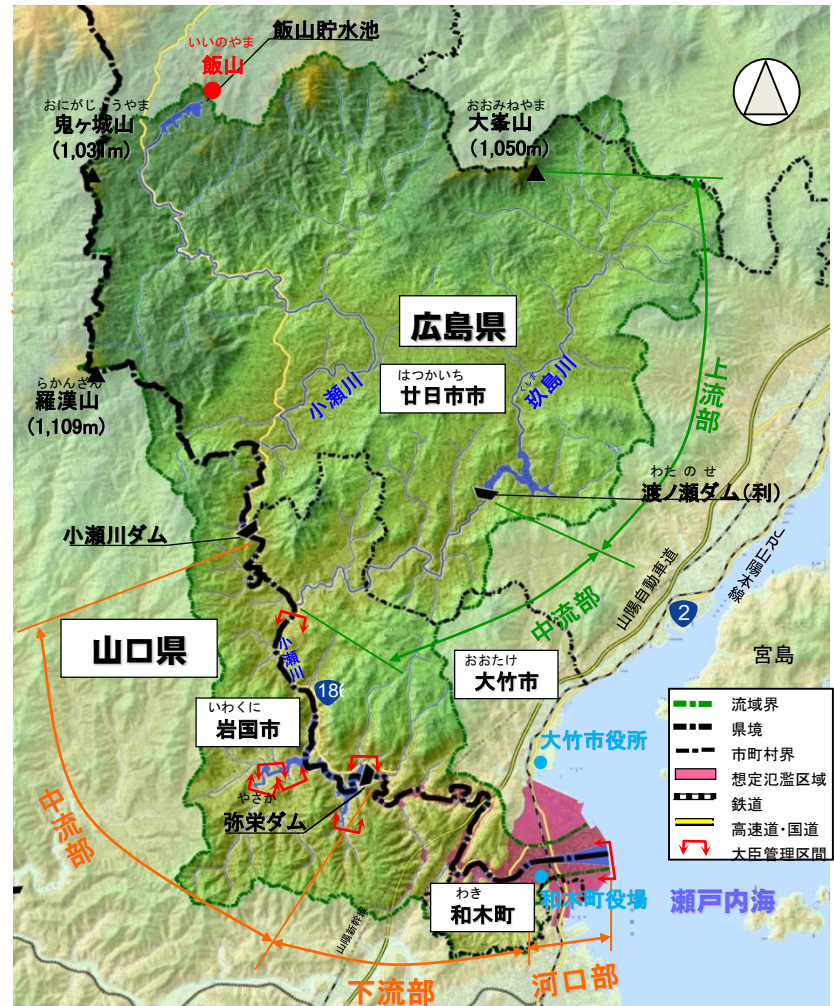 いいのやま
飯山
飯山貯水池
おにがじょうやま
鬼ヶ城山
(1,031m)
おおみねやま
大峯山
(1,050m)
広島県
はつかいち
廿日市市
小瀬川
くしま
玖島川
上流部
らかんざん
羅漢山
(1,109m)
わたのせ
渡ノ瀬ダム(利)
小瀬川ダム
中流部
山陽自動車道
JR山陽本線
2
宮島
山口県
小瀬川
186
おおたけ
大竹市
いわくに
岩国市
大竹市役所
中流部
やさか
弥栄ダム
わき
和木町
和木町役場
瀬戸内海
山陽新幹線
下流部
河口部
流域界
県境
市町村界
想定氾濫区域
鉄道
高速道・国道
大臣管理区間